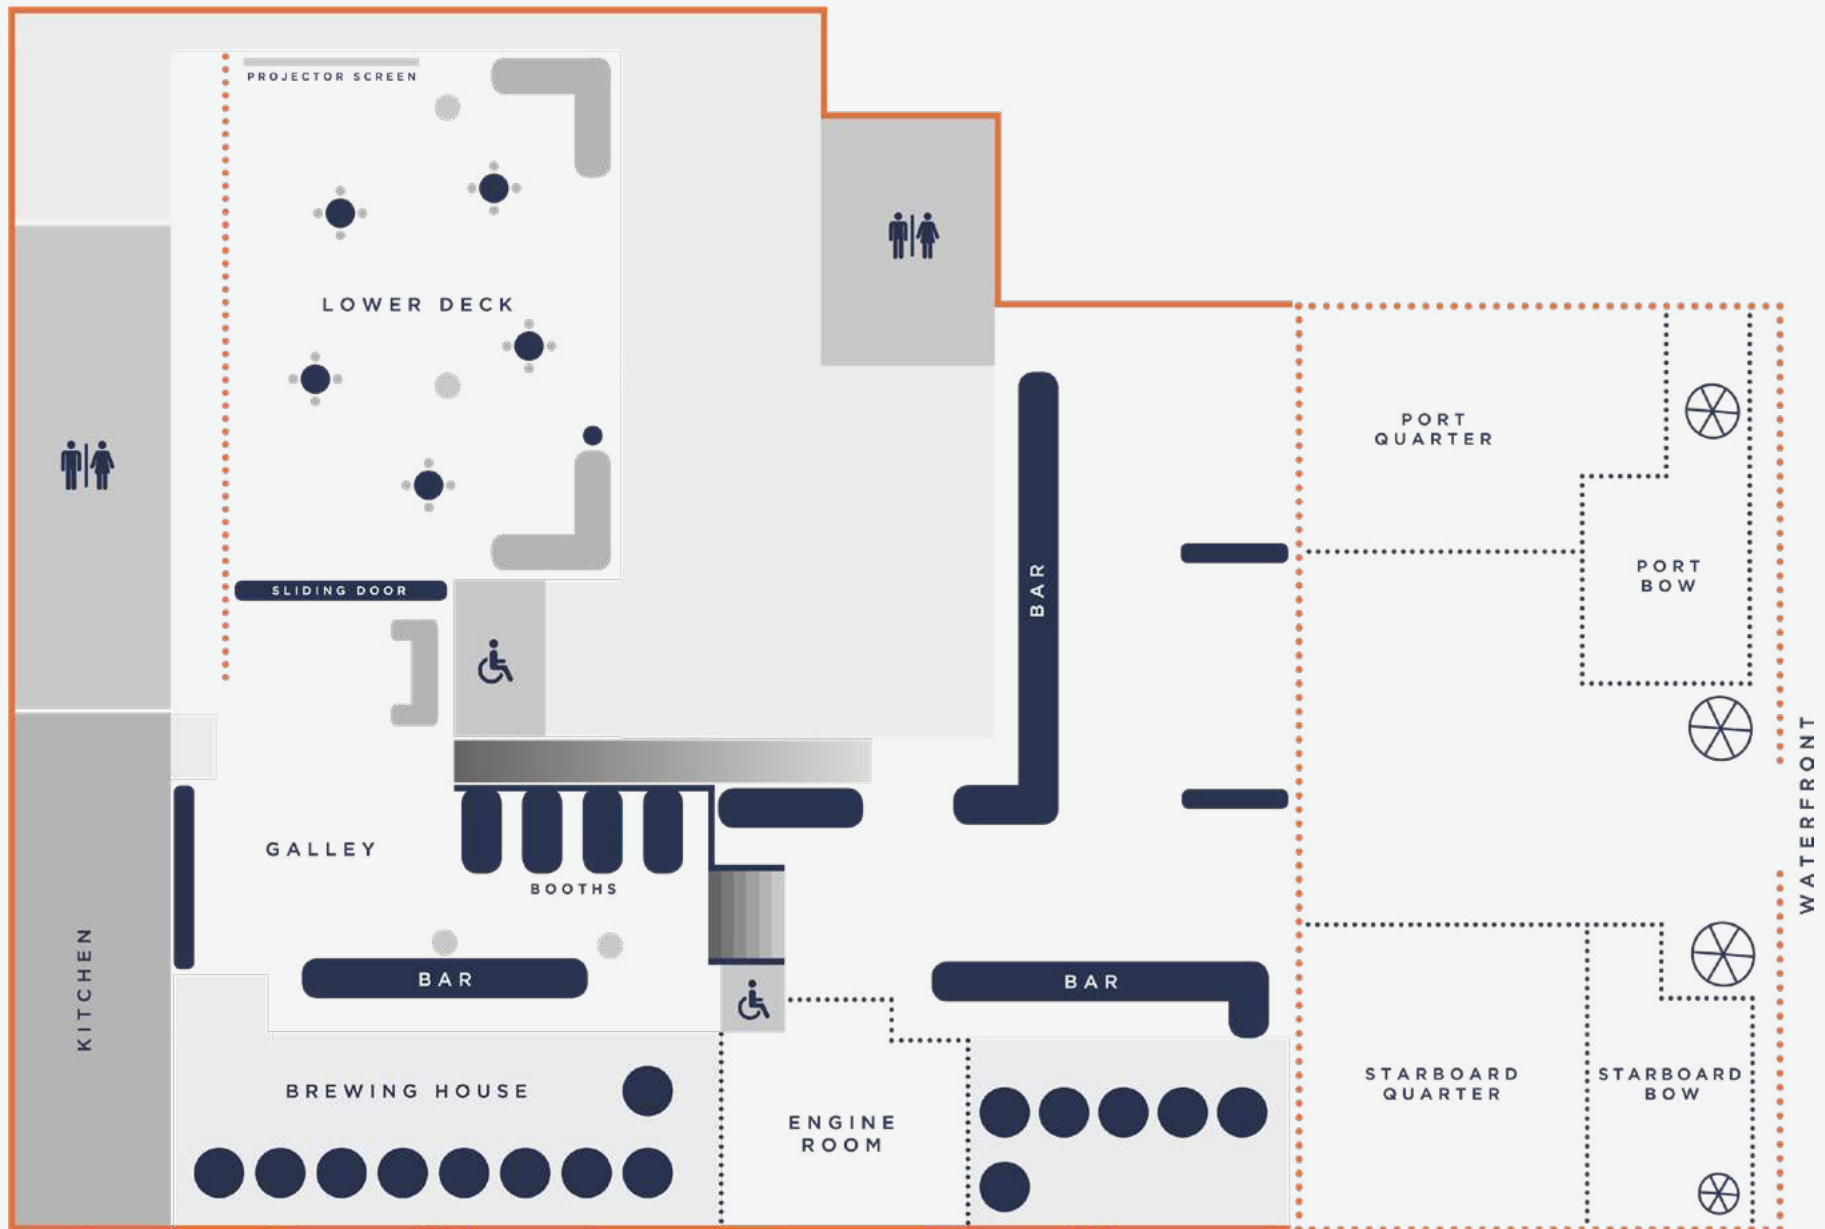 PROJECTOR SCREEN
LOWER DECK
PORT
QUARTER
SLIDING DOOR
BAR
PORT
BOW
WATERFRONT
GALLEY
BOOTHS
KITCHEN
BAR
BAR
BREWING HOUSE
ENGINE
ROOM
STARBOARD
QUARTER
STARBOARD
BOW